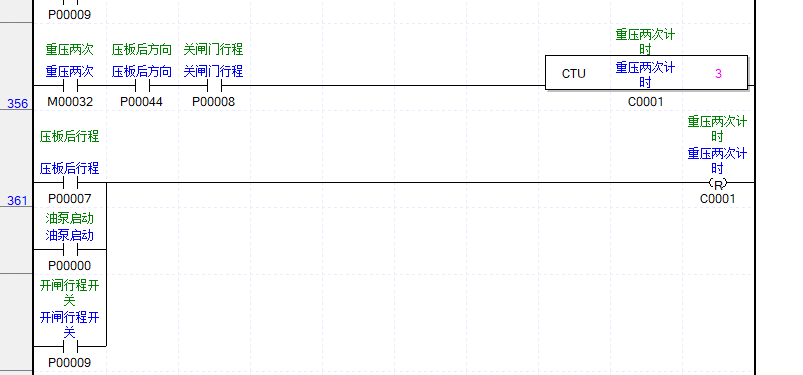 P00009
重压两次 压板后方向 关闸门行程
重压两计
时
重压两次 压板后方向 关闸门行程
CTU 重压两次计 3
时
356 M00032 P00044 P00008 C0001
压板后行程
重压两次计
时
压板后行程
重压两次计
时
R
361 P00007 C0001
油泵启动
油泵启动
P00000
开闸行程开
关
开闸行程开
关
P00009